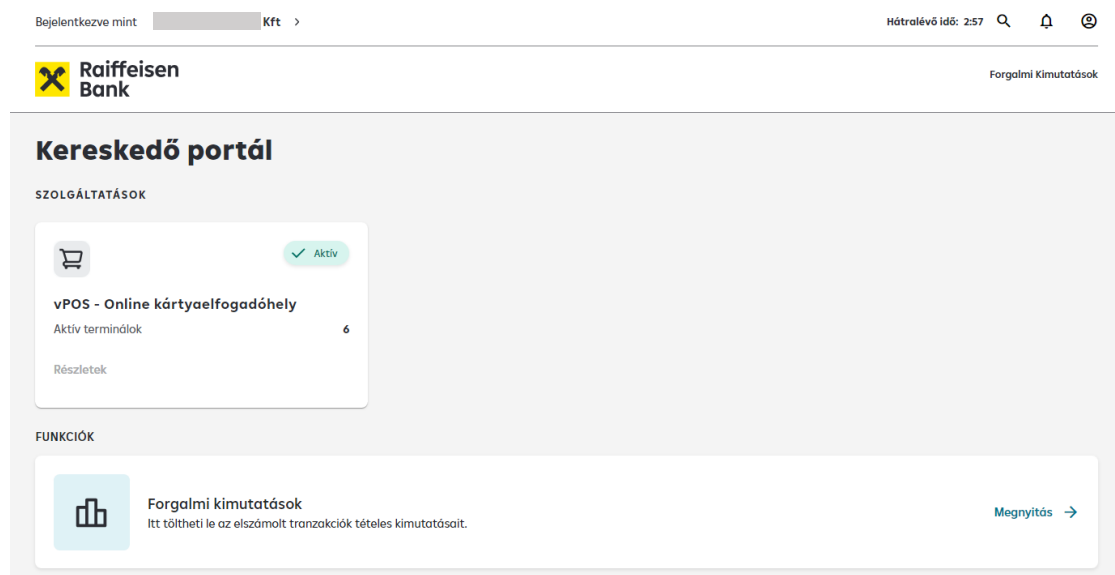 Bejelentkezve mint Kft
Hátralévő idő: 2:57
Raiffeisen
Bank
Forgalmi Kimutatások
Kereskedő portál
SZOLGÁLTATÁSOK
Aktív
vPOS - Online kártyaelfogadóhely
Aktív terminálok 6
Részletek
FUNKCIÓK
Forgalmi kimutatások
Itt töltheti le az elszámolt tranzakciók tételes kimutatásait.
Megnyitás